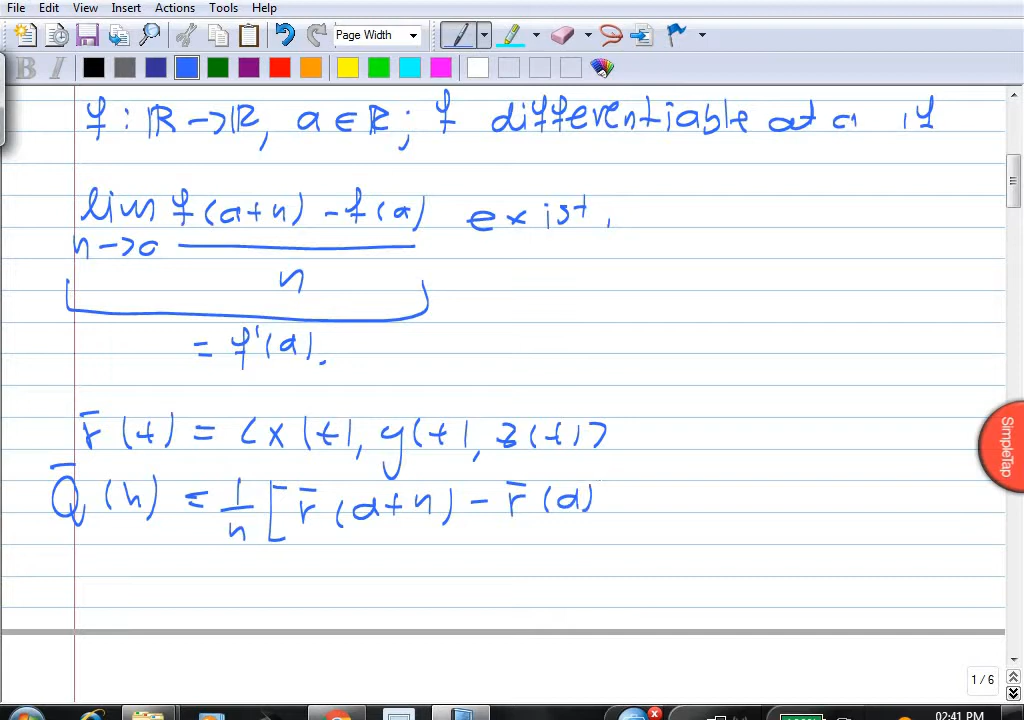 File Edit View Insert Actions Tools Help
Page Width
B I
f : ℝ → ℝ, a ∈ ℝ ; f differentiable at a if
lim f(a+h) - f(a) exist,
h → 0
h
= f'(a).
r̄(t) = ⟨x(t), y(t), z(t)⟩
Q̄(h) = 1/h [ r̄(a+h) - r̄(a)
SimpleTap
1 / 6
02:41 PM